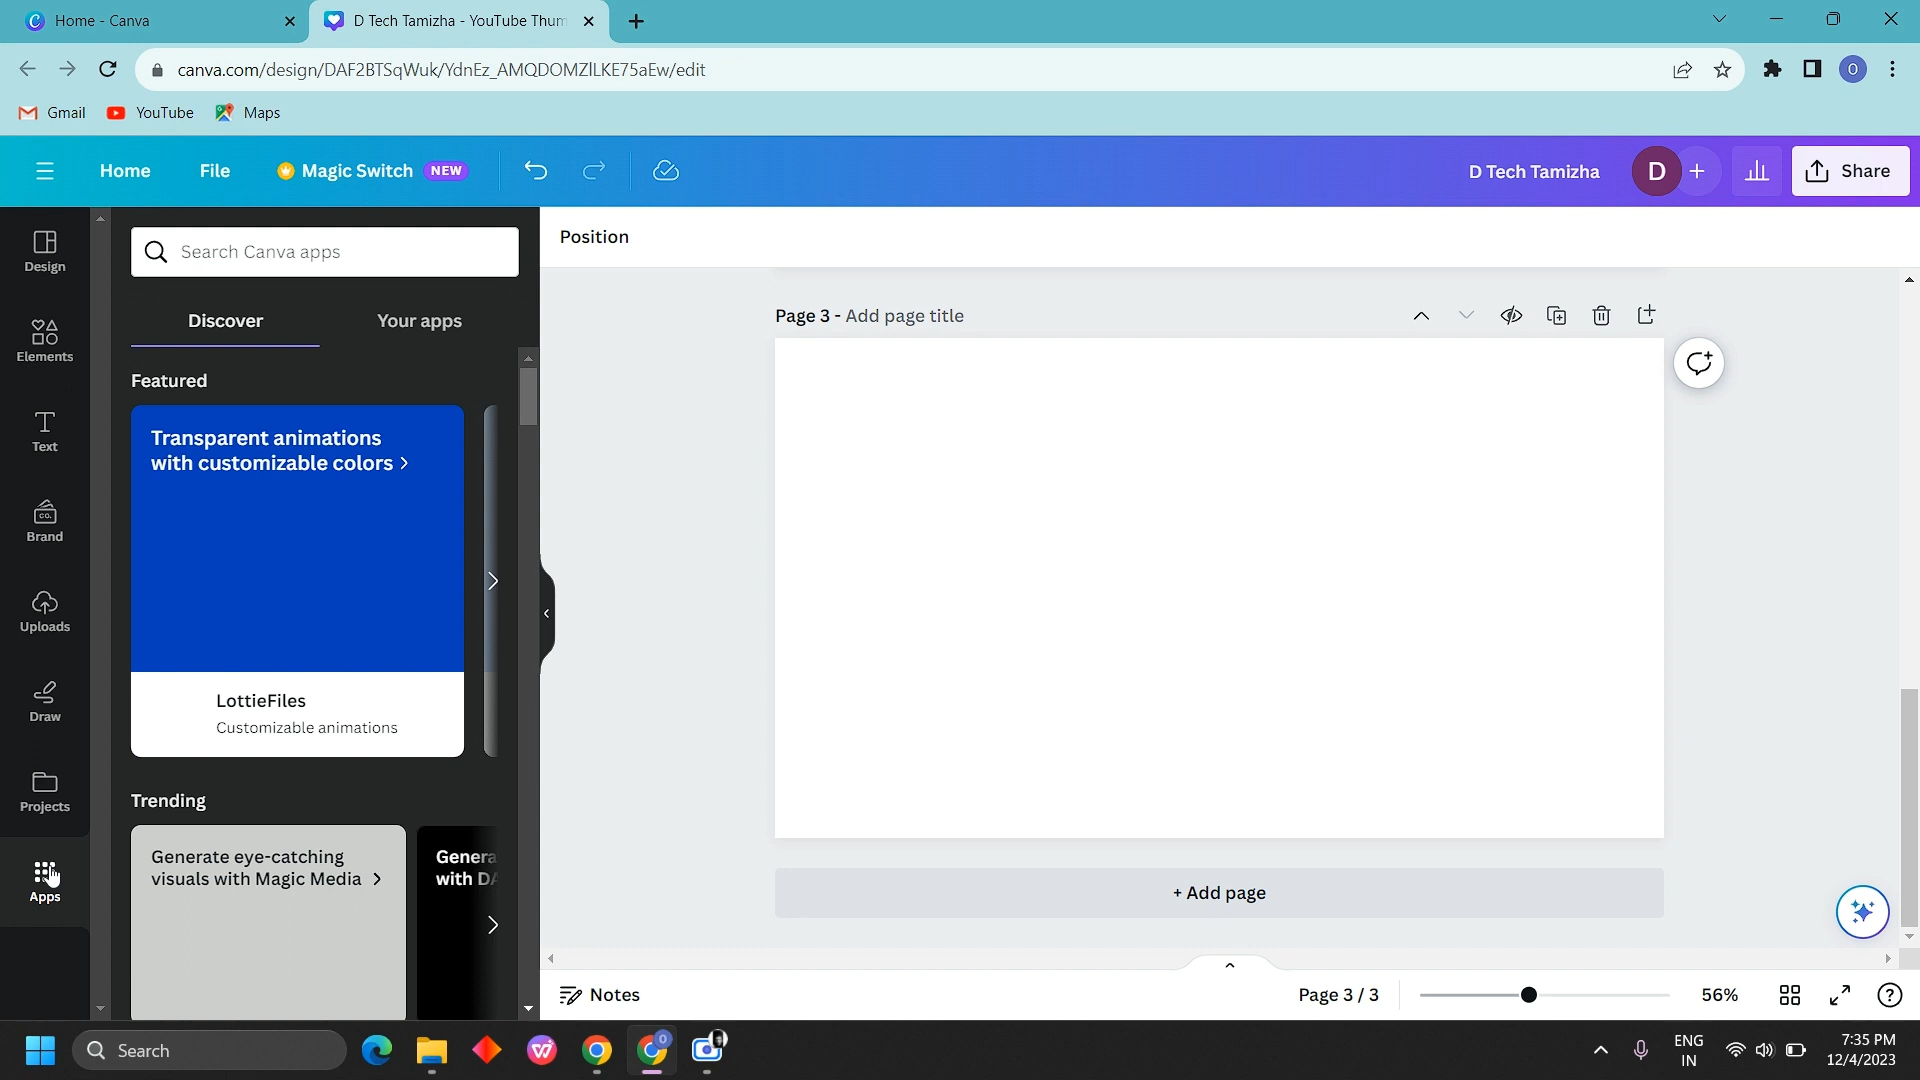 Home - Canva
D Tech Tamizha - YouTube Thum
canva.com/design/DAF2BTSqWuk/YdnEz_AMQDOMZILKE75aEw/edit
O
Gmail
YouTube
Maps
Home
File
Magic Switch
NEW
D Tech Tamizha
D
Share
Design
Elements
Text
CO.
Brand
Uploads
Draw
Projects
Apps
Search Canva apps
Discover
Your apps
Featured
Transparent animations
with customizable colors >
LottieFiles
Customizable animations
Trending
Generate eye-catching
visuals with Magic Media >
Genera
with DA
Position
Page 3 - Add page title
+ Add page
Notes
Page 3 / 3
56%
Search
ENG
IN
7:35 PM
12/4/2023